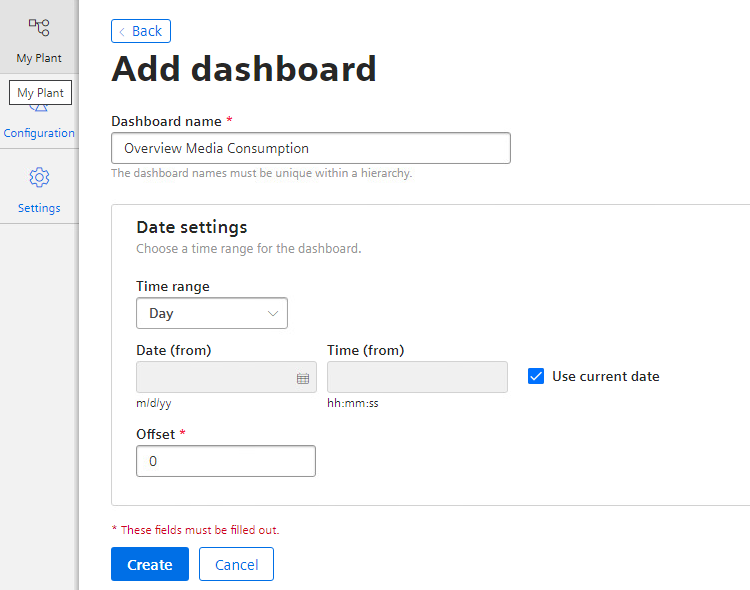 My Plant
My Plant
Configuration
Settings
Back
Add dashboard
Dashboard name *
Overview Media Consumption
The dashboard names must be unique within a hierarchy.
Date settings
Choose a time range for the dashboard.
Time range
Day
Date (from) Time (from)
Use current date
m/d/yy hh:mm:ss
Offset *
0
* These fields must be filled out.
Create Cancel